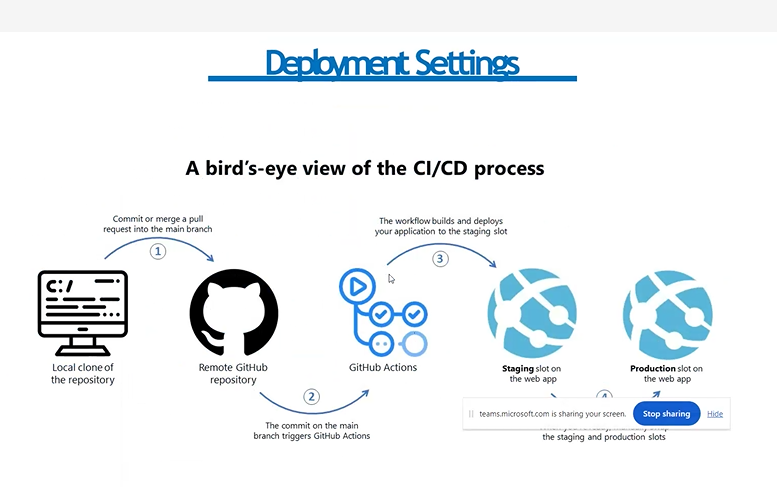 Deployment Settings
A bird's-eye view of the CI/CD process
Commit or merge a pull
request into the main branch
1
The workflow builds and deploys
your application to the staging slot
3
C:/
Local clone of
the repository
Remote GitHub
repository
GitHub Actions
Staging slot on
the web app
Production slot on
the web app
2
The commit on the main
branch triggers GitHub Actions
4
teams.microsoft.com is sharing your screen.
Stop sharing
Hide
the staging and production slots